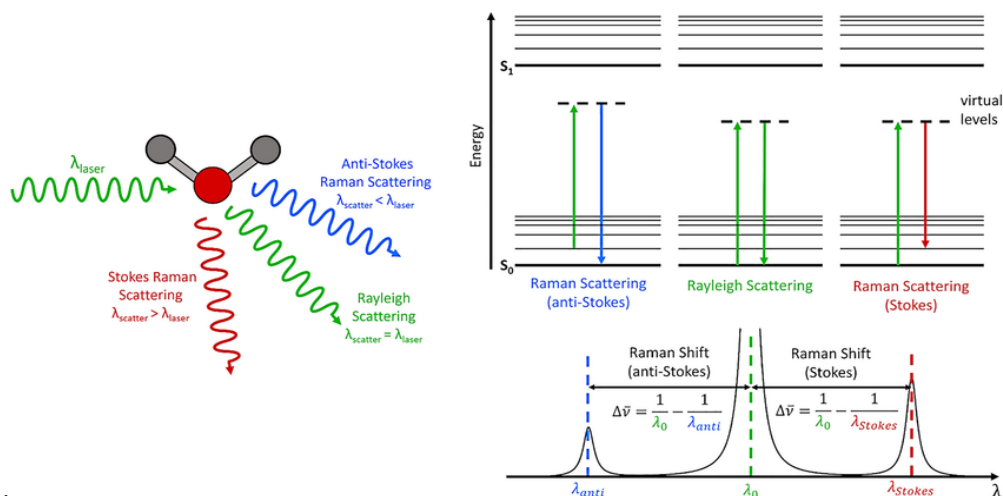 λlaser
Anti-Stokes
Raman Scattering
λscatter < λlaser
Stokes Raman
Scattering
λscatter > λlaser
Rayleigh
Scattering
λscatter = λlaser
Energy
S1
S0
virtual
levels
Raman Scattering
(anti-Stokes)
Rayleigh Scattering
Raman Scattering
(Stokes)
Raman Shift
(anti-Stokes)
Δν̄ = 1/λ0 − 1/λanti
Raman Shift
(Stokes)
Δν̄ = 1/λ0 − 1/λStokes
λanti
λ0
λStokes
λ